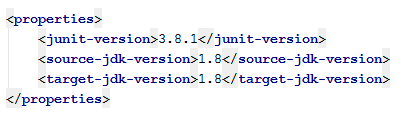 <properties>
    <junit-version>3.8.1</junit-version>
    <source-jdk-version>1.8</source-jdk-version>
    <target-jdk-version>1.8</target-jdk-version>
</properties>